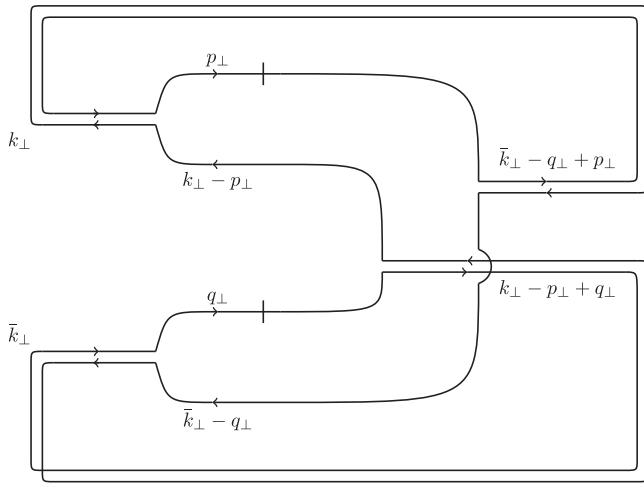 p⊥
k⊥
k̄⊥ − q⊥ + p⊥
k⊥ − p⊥
q⊥
k⊥ − p⊥ + q⊥
k̄⊥
k̄⊥ − q⊥